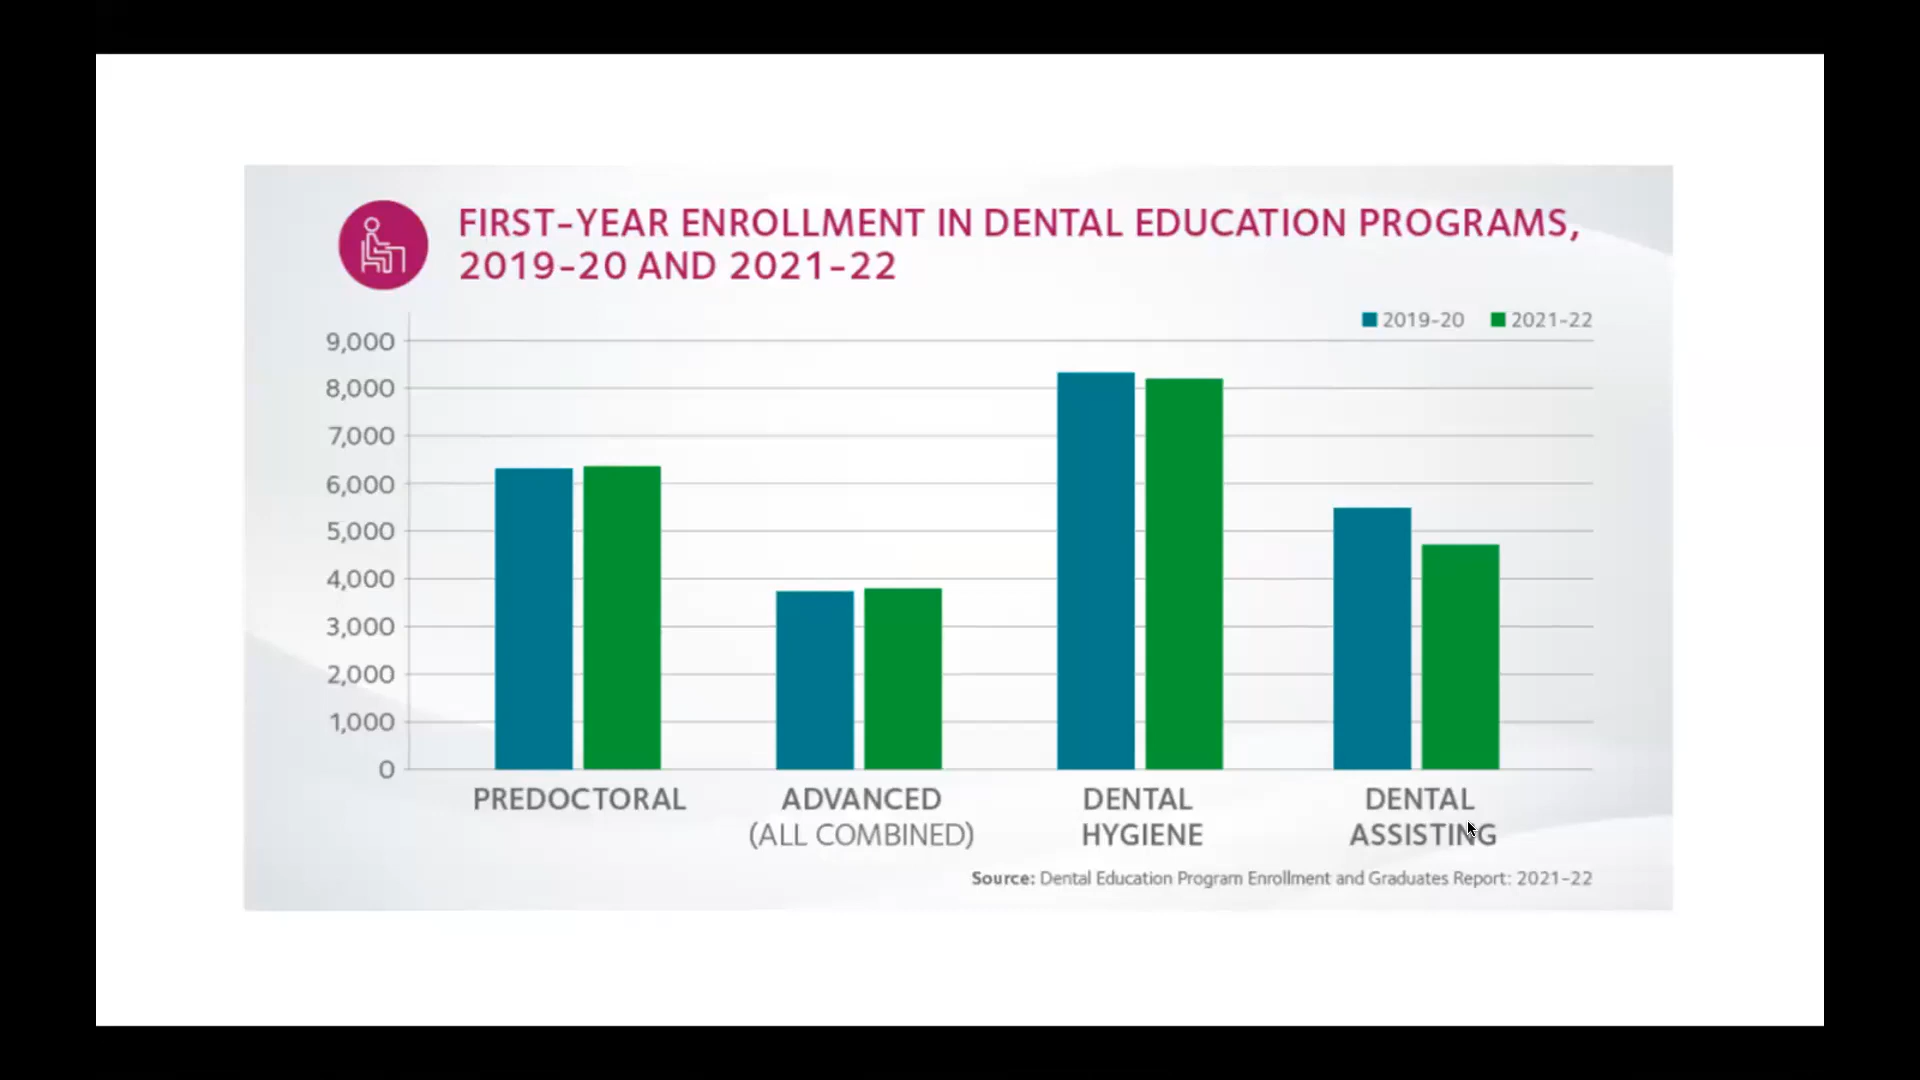 FIRST-YEAR ENROLLMENT IN DENTAL EDUCATION PROGRAMS,
2019-20 AND 2021-22
2019-20 2021-22
9,000
8,000
7,000
6,000
5,000
4,000
3,000
2,000
1,000
0
PREDOCTORAL
ADVANCED
(ALL COMBINED)
DENTAL
HYGIENE
DENTAL
ASSISTING
Source: Dental Education Program Enrollment and Graduates Report: 2021-22